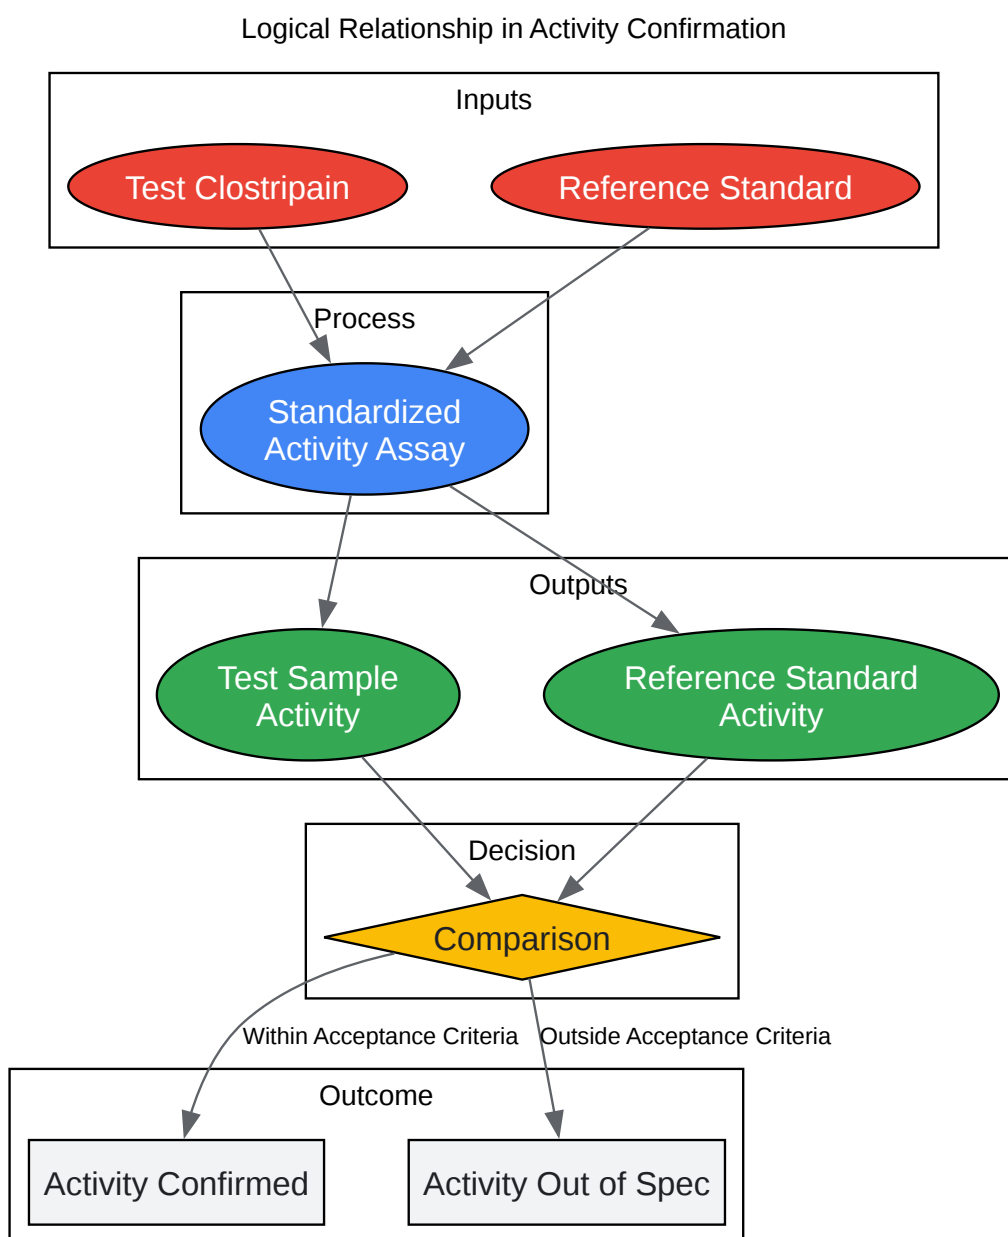 Logical Relationship in Activity Confirmation
Inputs
Test Clostripain
Reference Standard
Process
Standardized
Activity Assay
Outputs
Test Sample
Activity
Reference Standard
Activity
Decision
Comparison
Within Acceptance Criteria
Outside Acceptance Criteria
Outcome
Activity Confirmed
Activity Out of Spec